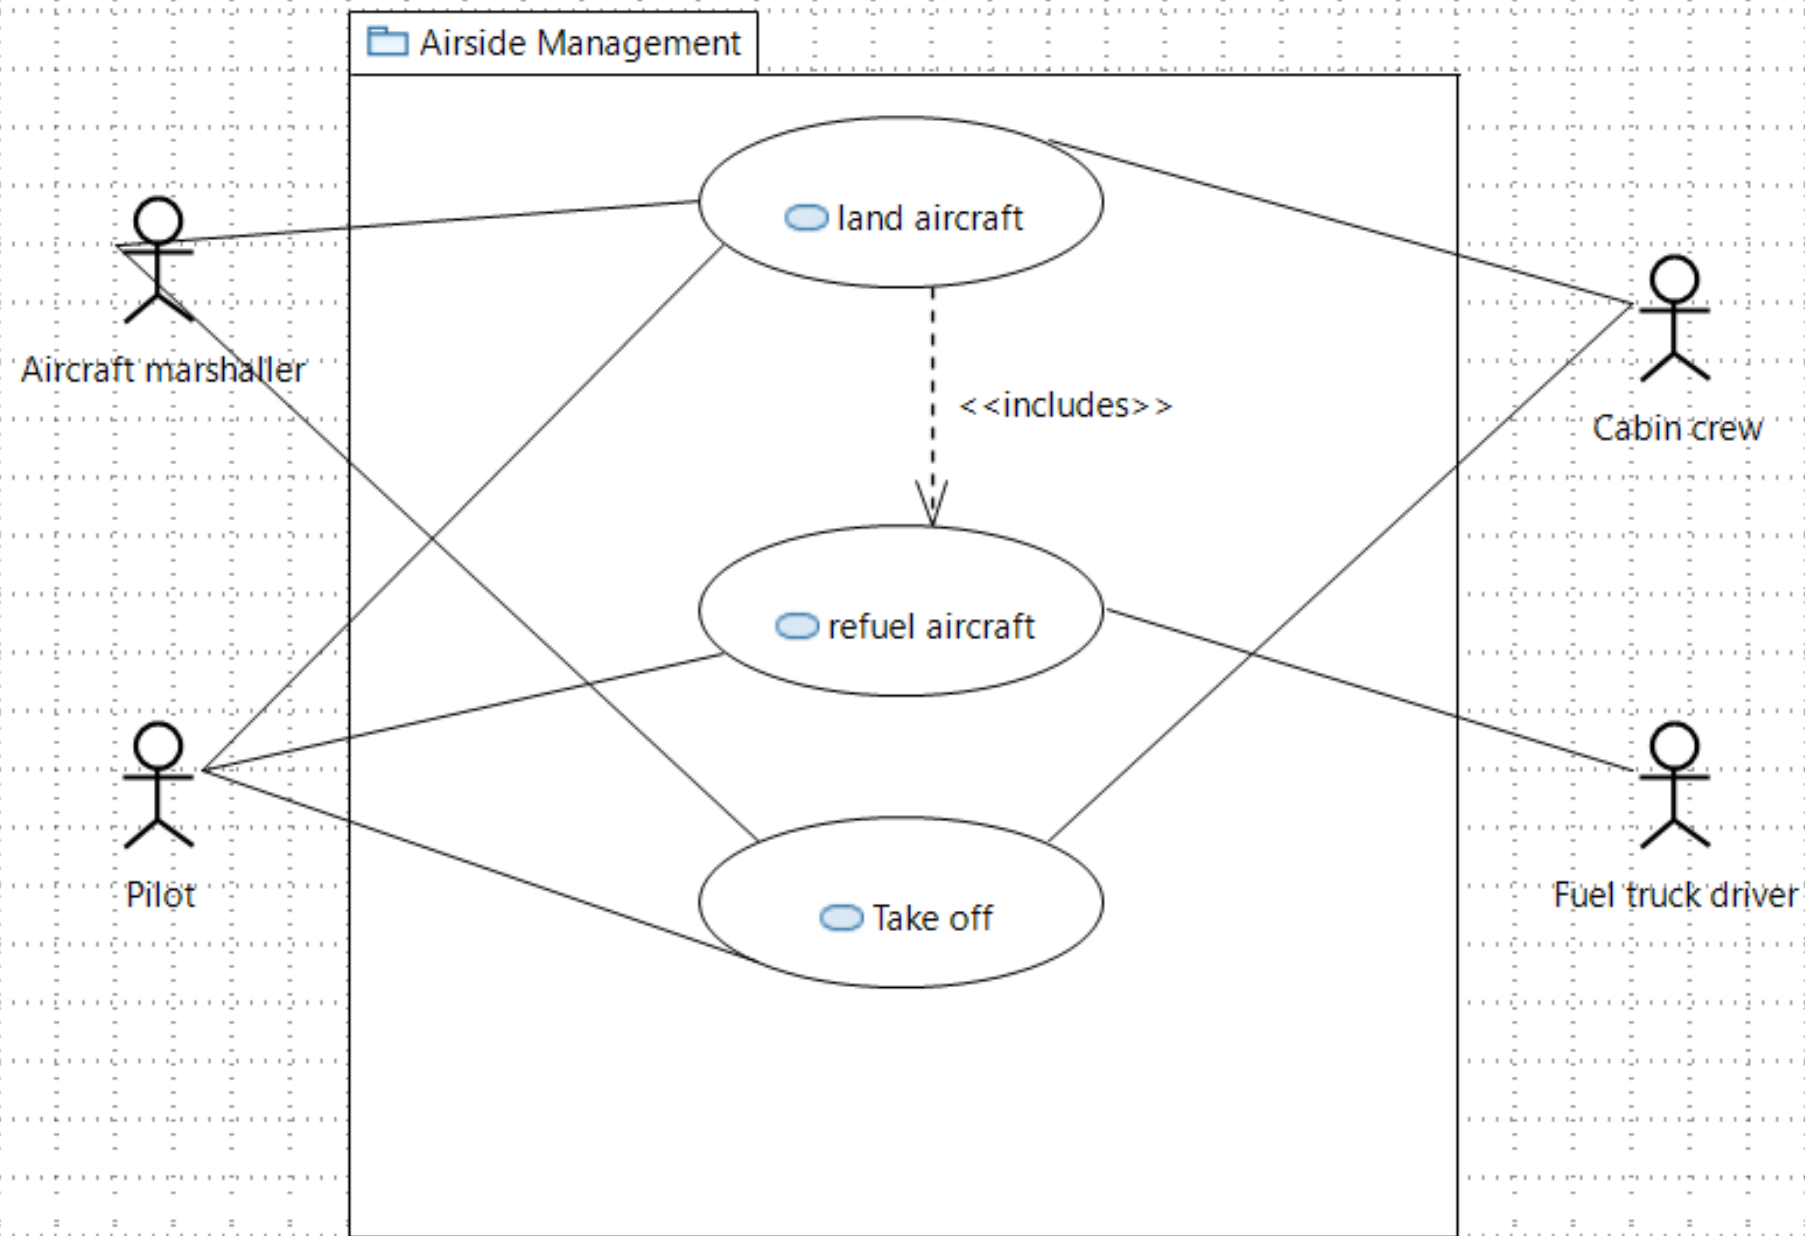 Airside Management
land aircraft
Aircraft marshaller
<<includes>>
Cabin crew
refuel aircraft
Pilot
Fuel truck driver
Take off